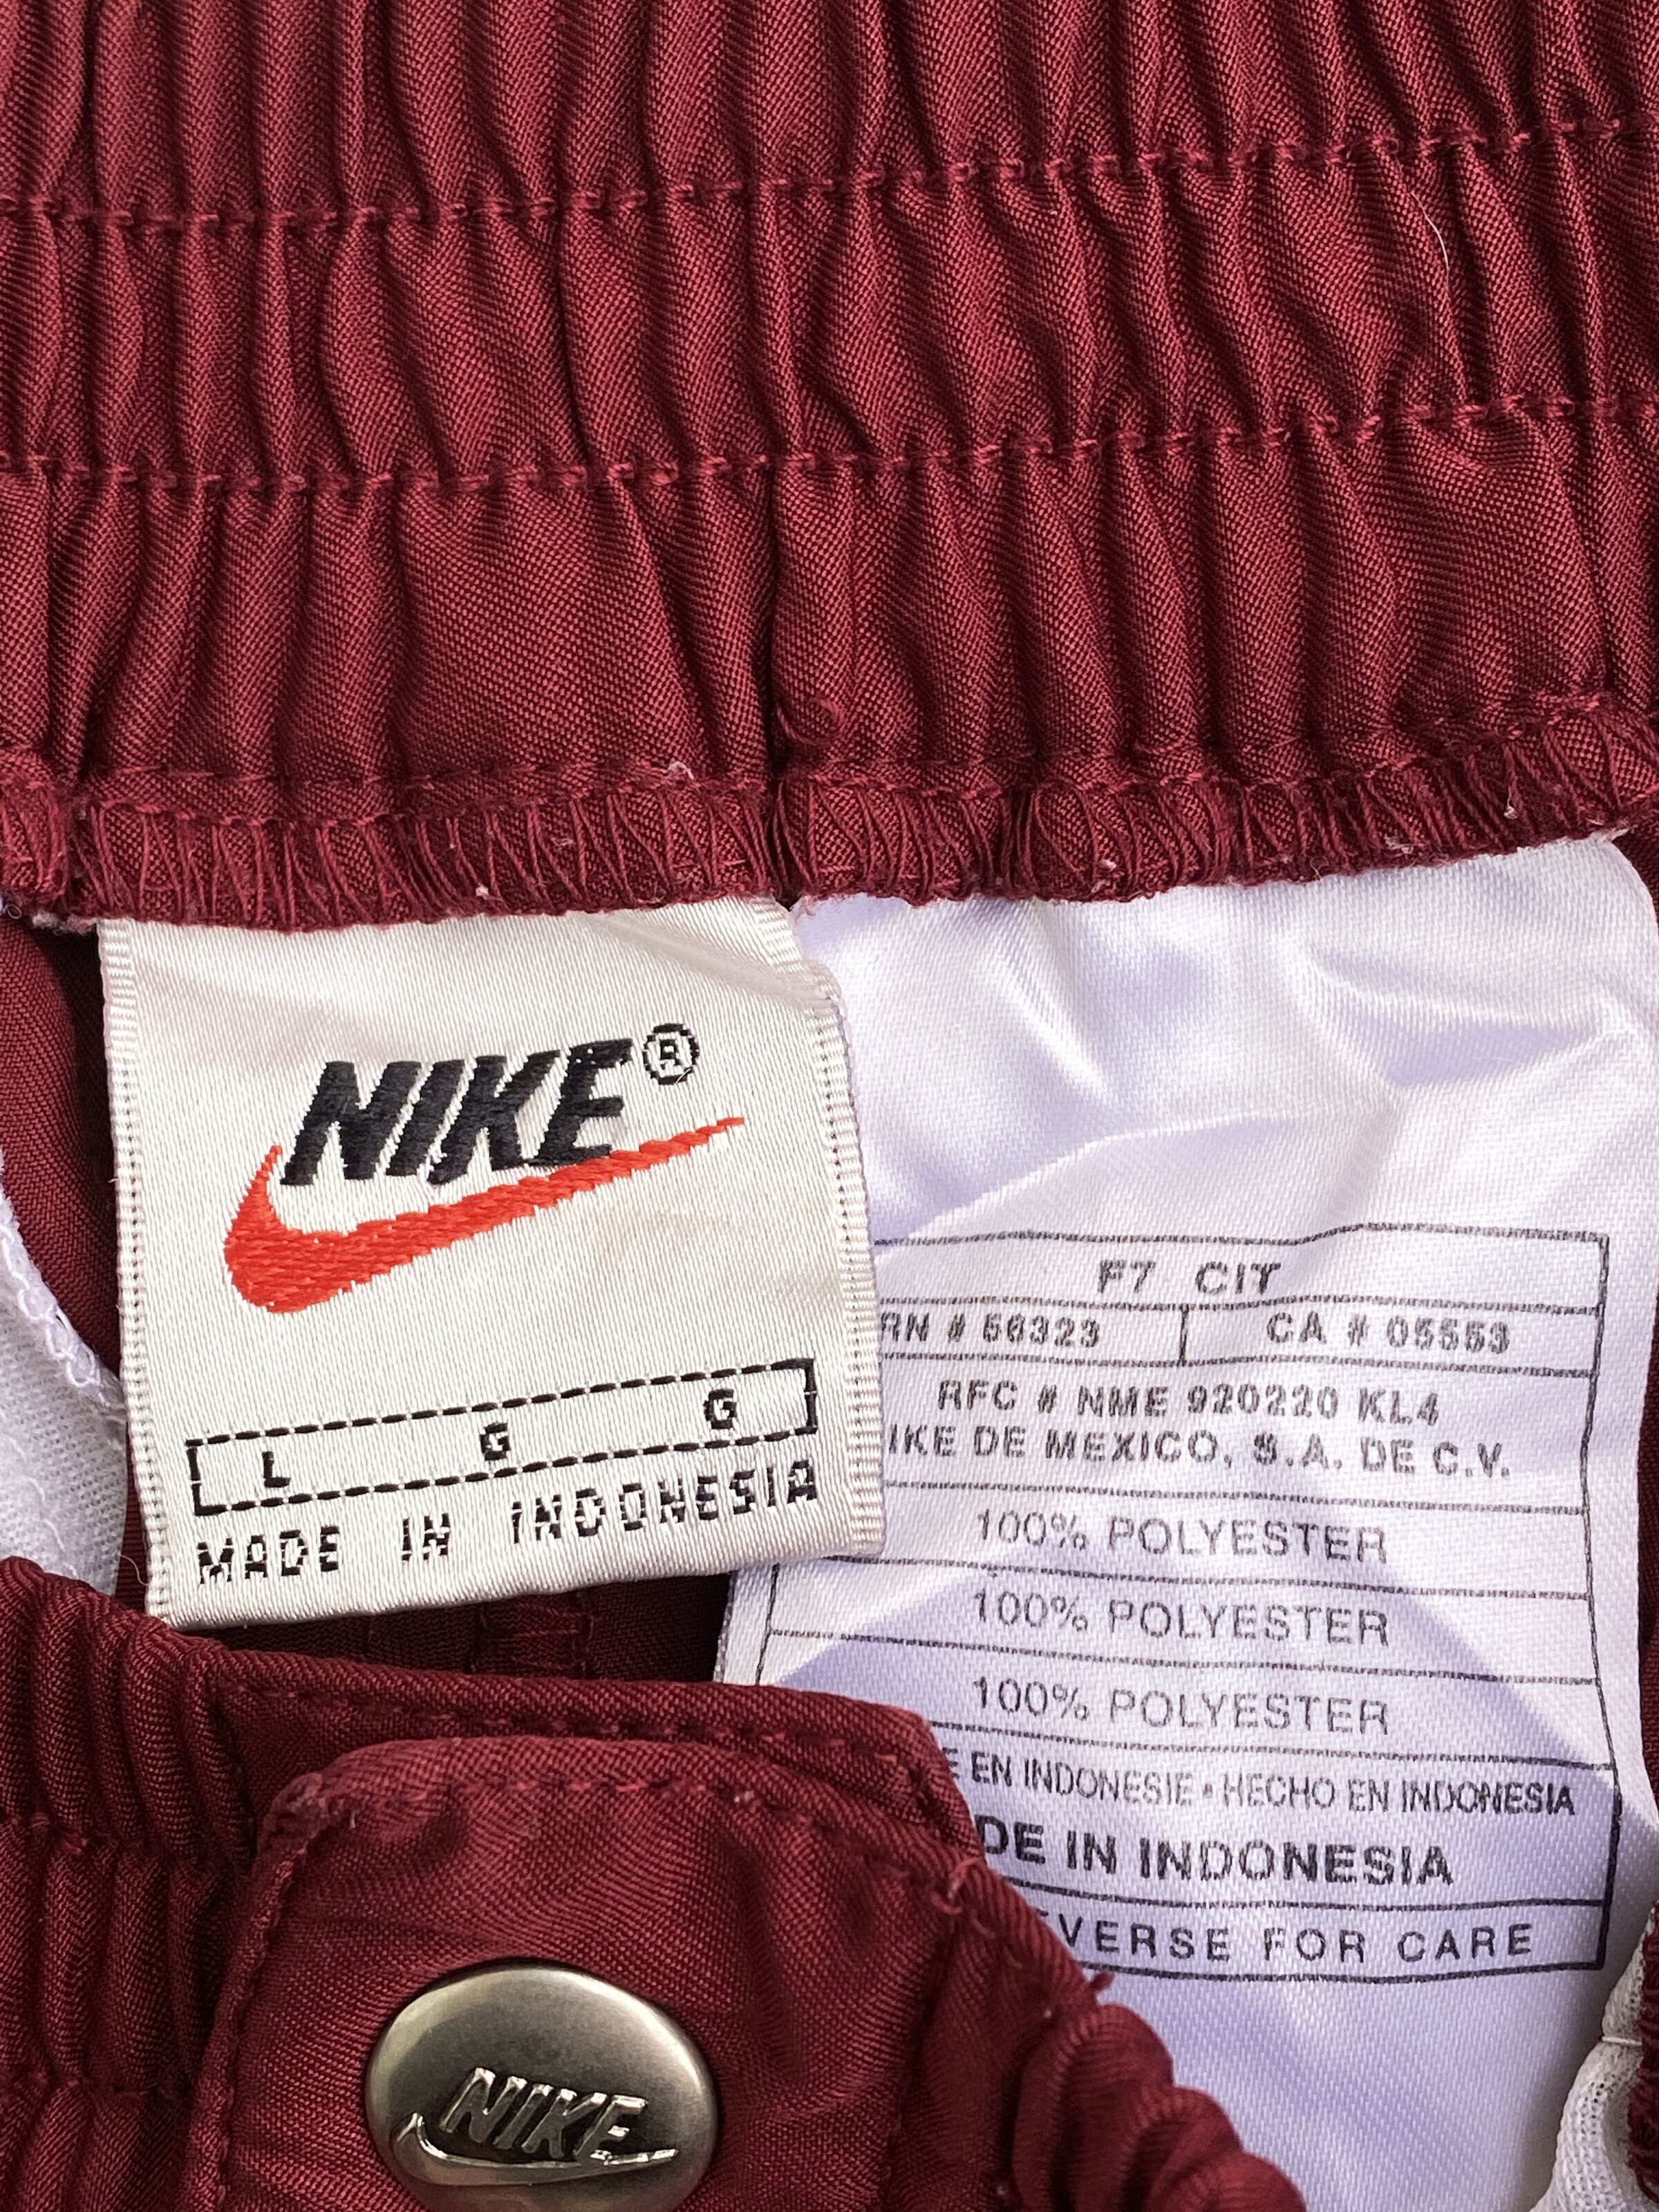 NIKE®
L G G
MADE IN INDONESIA
F7 CIT
RN # 56323 CA # 05553
RFC # NME 920220 KL4
IKE DE MEXICO, S.A. DE C.V.
100% POLYESTER
100% POLYESTER
100% POLYESTER
E EN INDONESIE • HECHO EN INDONESIA
DE IN INDONESIA
VERSE FOR CARE
NIKE